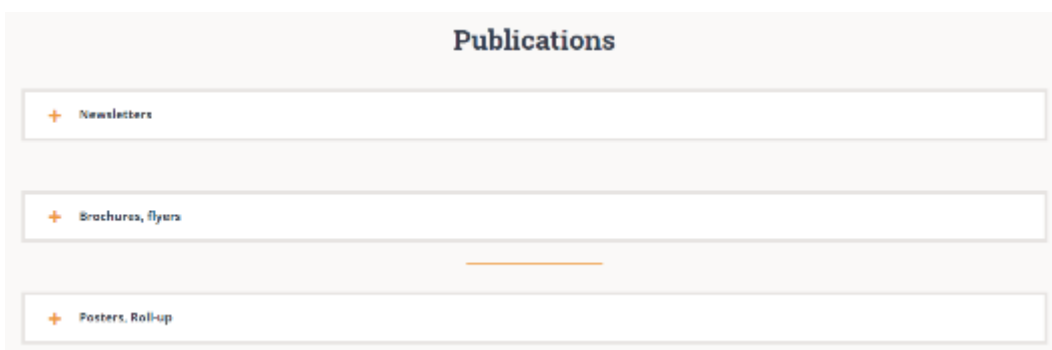 Publications
Newsletters
Brochures, flyers
Posters, Roll-up